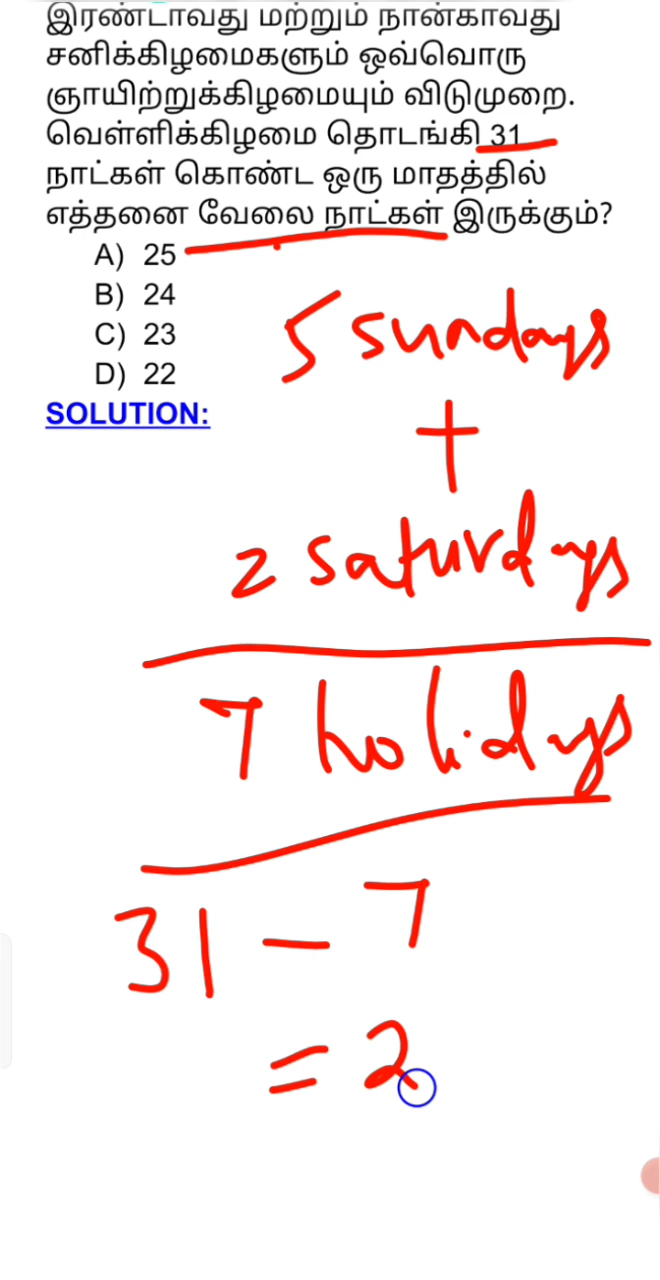 இரண்டாவது மற்றும் நான்காவது
சனிக்கிழமைகளும் ஒவ்வொரு
ஞாயிற்றுக்கிழமையும் விடுமுறை.
வெள்ளிக்கிழமை தொடங்கி 31
நாட்கள் கொண்ட ஒரு மாதத்தில்
எத்தனை வேலை நாட்கள் இருக்கும்?
A) 25
B) 24
C) 23
D) 22
SOLUTION:
5 sundays
+
2 saturdays
7 holidys
31 - 7
= 2